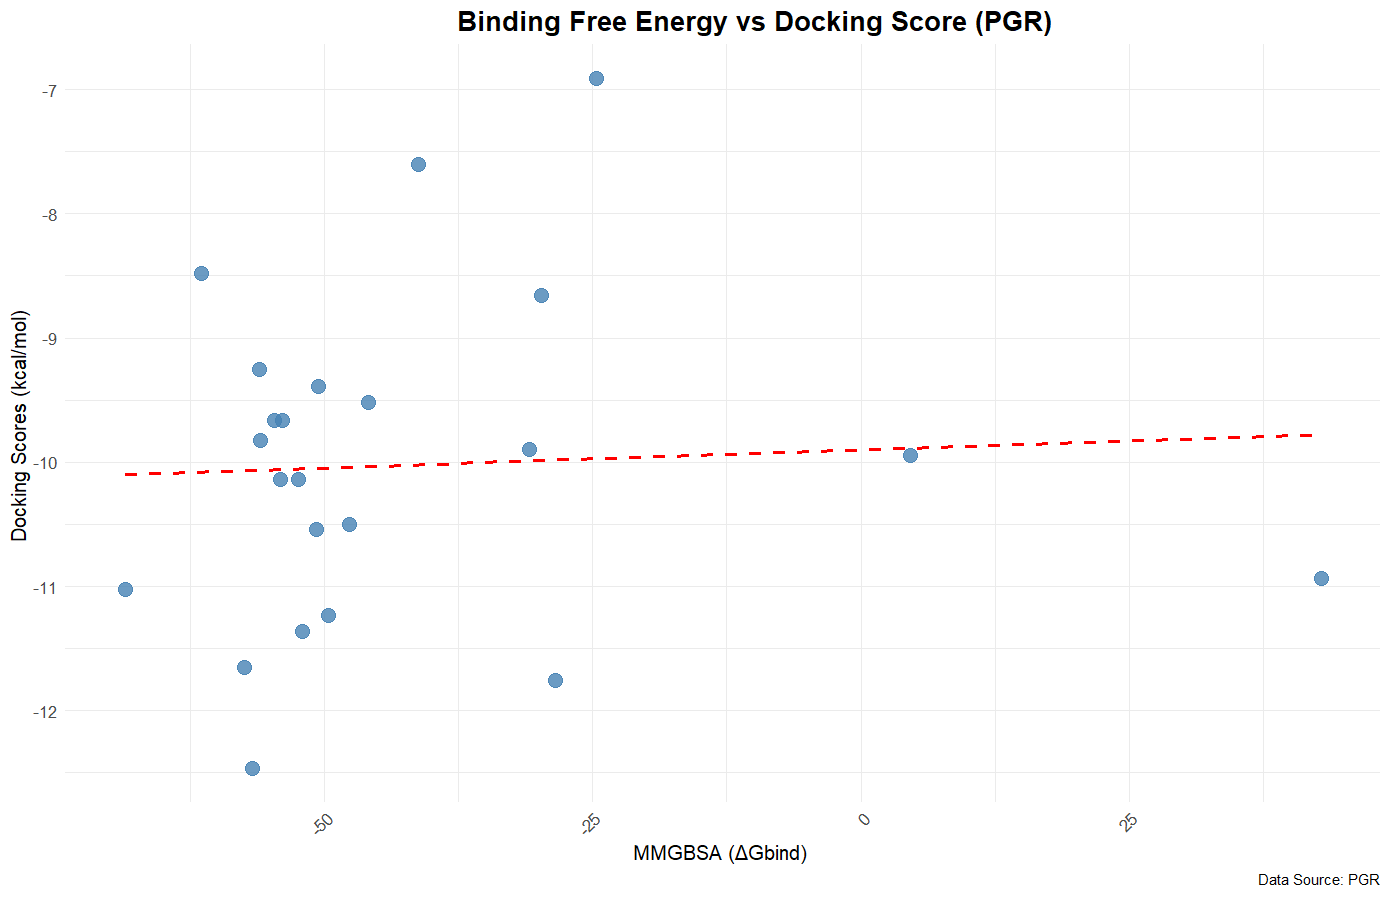 Binding Free Energy vs Docking Score (PGR)
Docking Scores (kcal/mol)
-7
-8
-9
-10
-11
-12
-50
-25
0
25
MMGBSA (ΔGbind)
Data Source: PGR